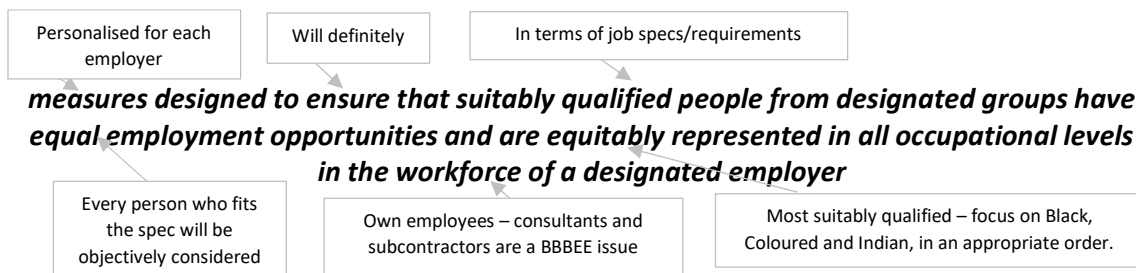 Personalised for each
employer
Will definitely
In terms of job specs/requirements
measures designed to ensure that suitably qualified people from designated groups have
equal employment opportunities and are equitably represented in all occupational levels
in the workforce of a designated employer
Every person who fits
the spec will be
objectively considered
Own employees – consultants and
subcontractors are a BBBEE issue
Most suitably qualified – focus on Black,
Coloured and Indian, in an appropriate order.